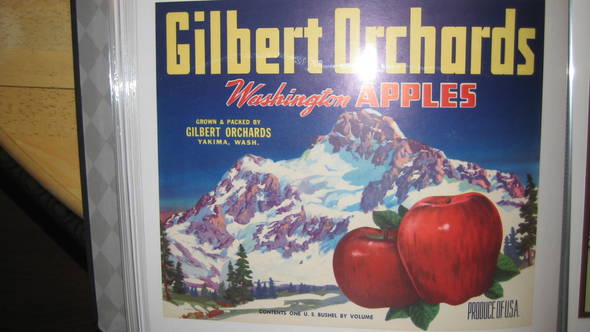 Gilbert Orchards
Washington APPLES
GROWN & PACKED BY
GILBERT ORCHARDS
YAKIMA, WASH.
CONTENTS ONE U. S. BUSHEL BY VOLUME
PRODUCE OF U.S.A.